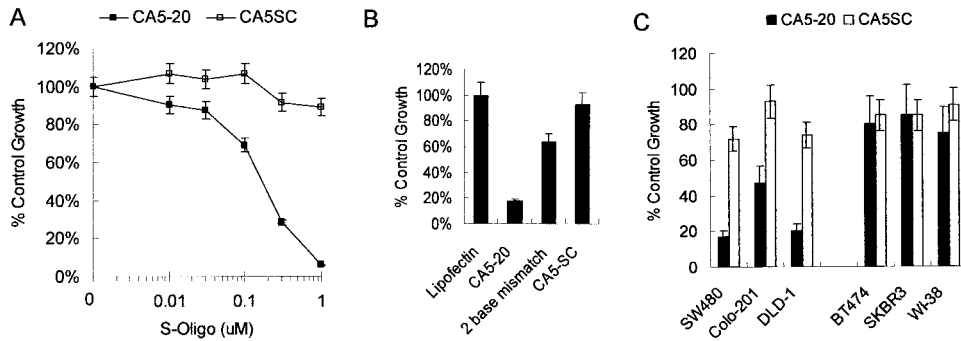 A
CA5-20
CA5SC
120%
100%
80%
60%
40%
20%
0%
% Control Growth
0
0.01
0.1
1
S-Oligo (uM)
B
120%
100%
80%
60%
40%
20%
0%
% Control Growth
Lipofectin
CA5-20
2 base mismatch
CA5-SC
C
CA5-20
CA5SC
120
100
80
60
40
20
0
% Control Growth
SW480
Colo-201
DLD-1
BT474
SKBR3
WI-38